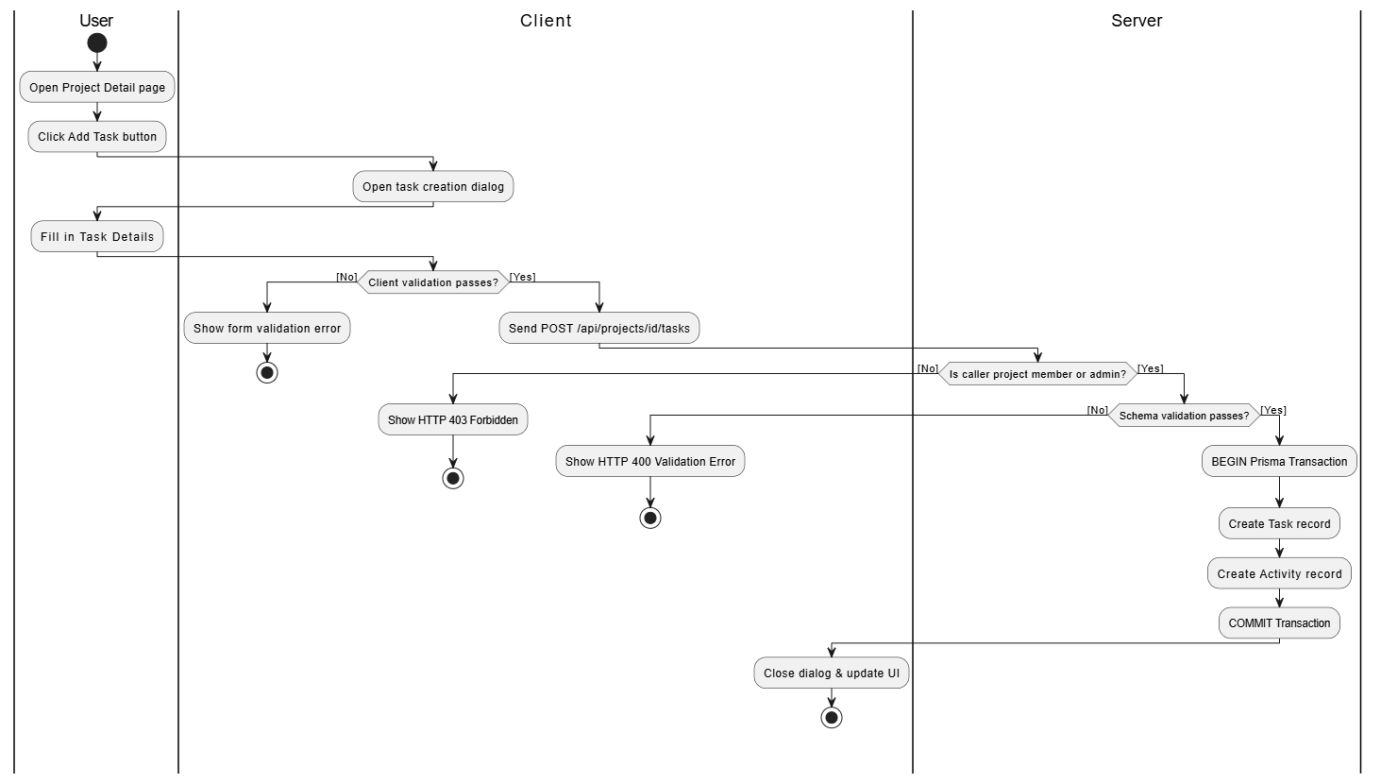 User
Client
Server
Open Project Detail page
Click Add Task button
Open task creation dialog
Fill in Task Details
[No]
Client validation passes?
[Yes]
Show form validation error
Send POST /api/projects/id/tasks
[No]
Is caller project member or admin?
[Yes]
Show HTTP 403 Forbidden
[No]
Schema validation passes?
[Yes]
Show HTTP 400 Validation Error
BEGIN Prisma Transaction
Create Task record
Create Activity record
COMMIT Transaction
Close dialog & update UI